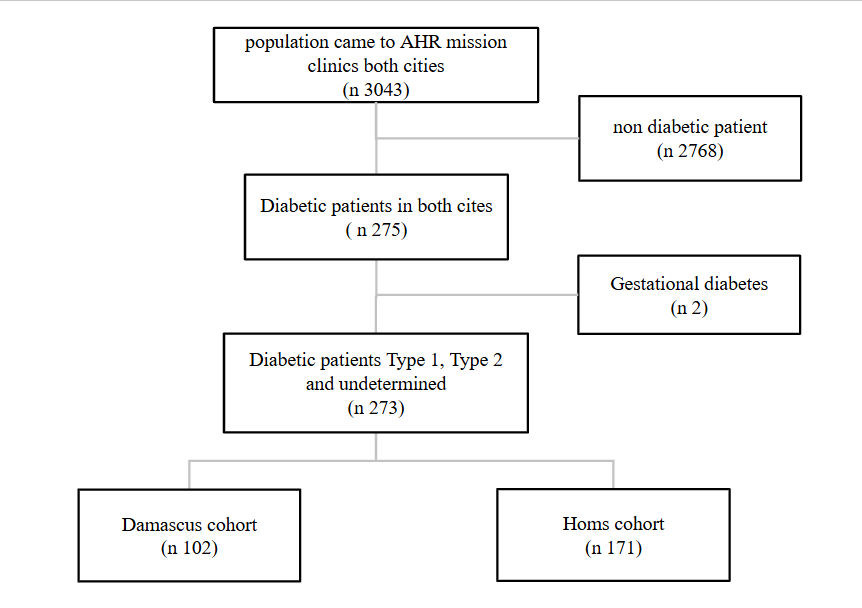 population came to AHR mission
clinics both cities
(n 3043)
non diabetic patient
(n 2768)
Diabetic patients in both cites
( n 275)
Gestational diabetes
(n 2)
Diabetic patients Type 1, Type 2
and undetermined
(n 273)
Damascus cohort
(n 102)
Homs cohort
(n 171)